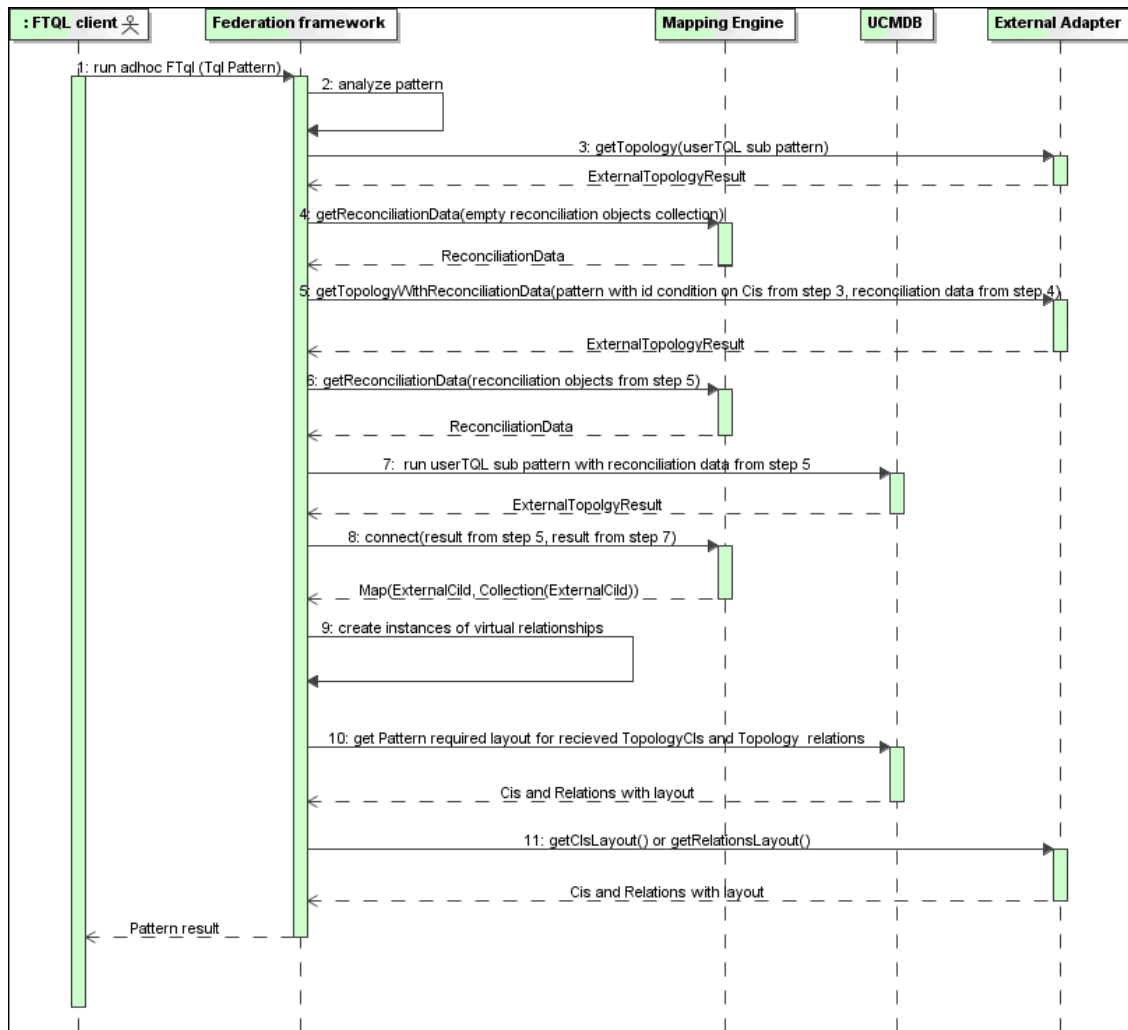 : FTQL client
Federation framework
Mapping Engine
UCMDB
External Adapter
1: run adhoc FTql (Tql Pattern)
2: analyze pattern
3: getTopology(userTQL sub pattern)
ExternalTopologyResult
4: getReconciliationData(empty reconciliation objects collection)
ReconciliationData
5: getTopologyWithReconciliationData(pattern with id condition on Cis from step 3, reconciliation data from step 4)
ExternalTopologyResult
6: getReconciliationData(reconciliation objects from step 5)
ReconciliationData
7: run userTQL sub pattern with reconciliation data from step 5
ExternalTopolgyResult
8: connect(result from step 5, result from step 7)
Map(ExternalCiId, Collection(ExternalCiId))
9: create instances of virtual relationships
10: get Pattern required layout for recieved TopologyCIs and Topology relations
Cis and Relations with layout
11: getCIsLayout() or getRelationsLayout()
Cis and Relations with layout
Pattern result